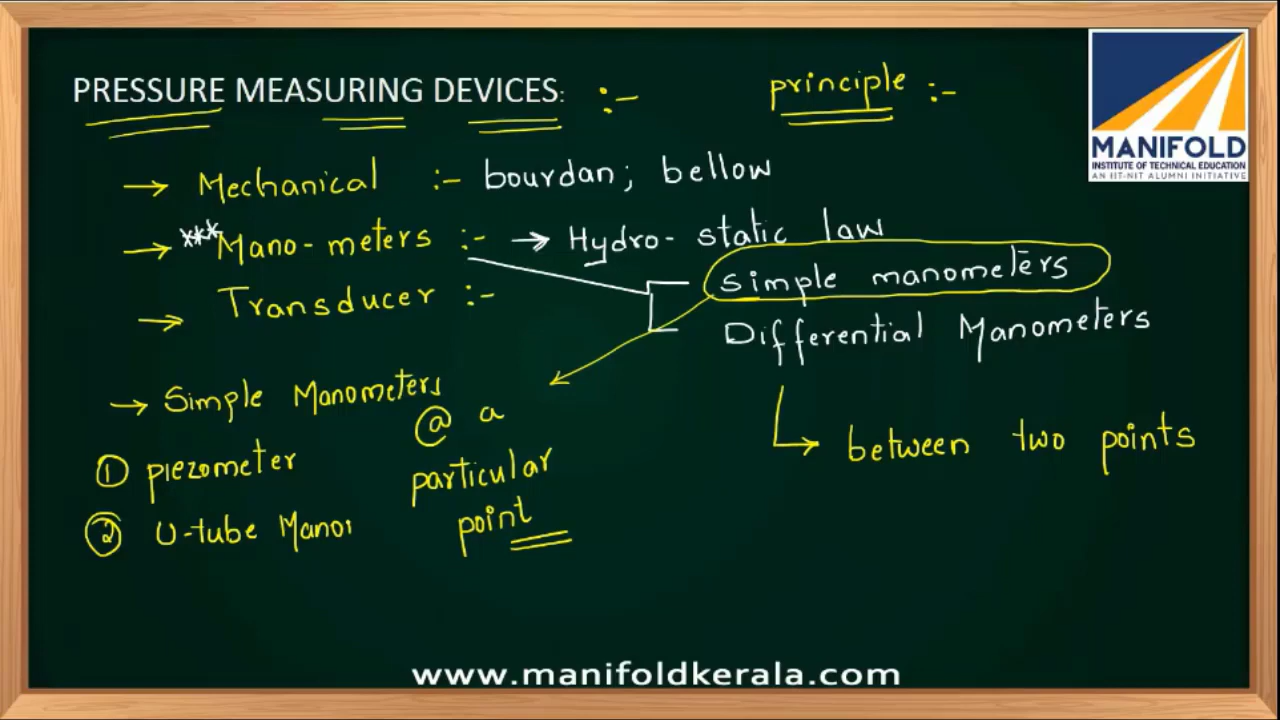 PRESSURE MEASURING DEVICES: :-
principle :-
MANIFOLD
INSTITUTE OF TECHNICAL EDUCATION
AN IIT-NIT ALUMNI INITIATIVE
→ Mechanical :- bourdan; bellow
→ *** Mano-meters :- → Hydro-static law
simple manometers
→ Transducer :-
Differential Manometers
→ Simple Manometers
@ a
particular
point
between two points
① piezometer
② U-tube Mano
www.manifoldkerala.com